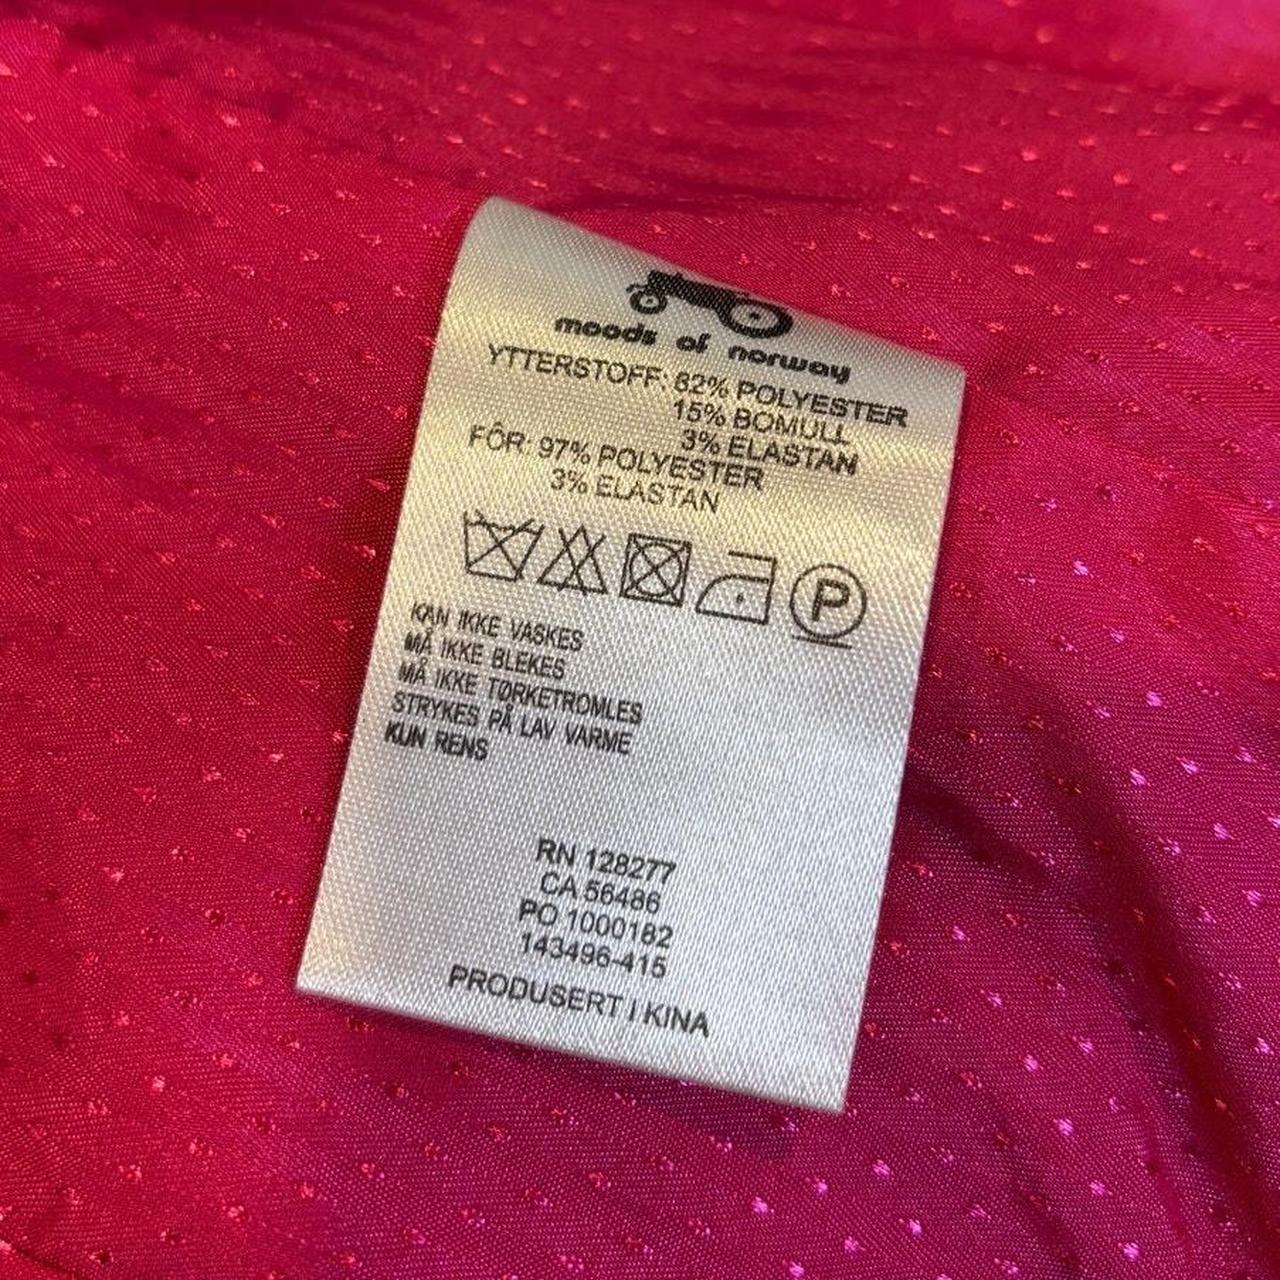 moods of norway
YTTERSTOFF: 82% POLYESTER
15% BOMULL
3% ELASTAN
FÔR: 97% POLYESTER
3% ELASTAN
P
KAN IKKE VASKES
MÅ IKKE BLEKES
MÅ IKKE TØRKETROMLES
STRYKES PÅ LAV VARME
KUN RENS
RN 128277
CA 56486
PO 1000182
143496-415
PRODUSERT I KINA